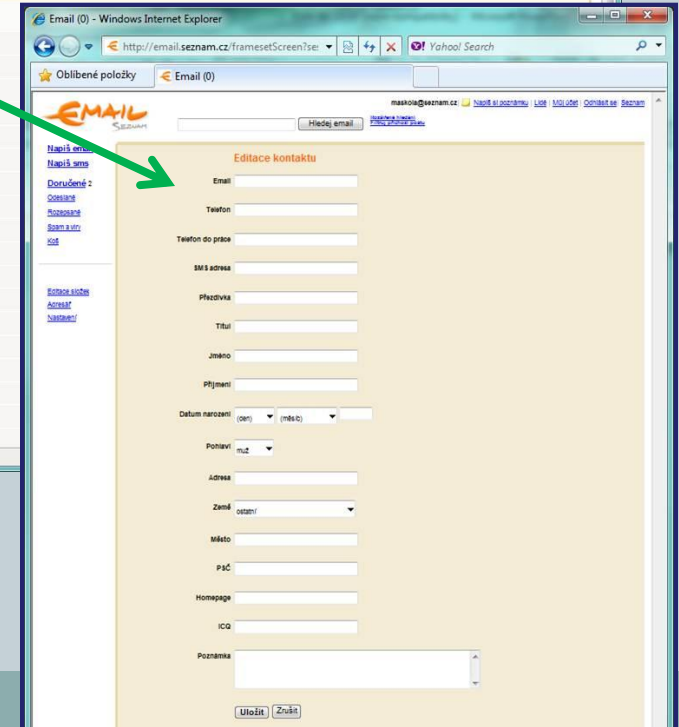 Email (0) - Windows Internet Explorer
http://email.seznam.cz/framesetScreen?se:
Yahoo! Search
Oblíbené položky
Email (0)
EMAIL
SEZNAM
Hledej email
maskola@seznam.cz Napiš si poznámku | Lidé | Můj účet | Odhlásit se Seznam
Napiš email
Napiš sms
Doručené 2
Odeslané
Rozepsané
Spam a viry
Koš
Editace složek
Adresář
Nastavení
Editace kontaktu
Email
Telefon
Telefon do práce
SMS adresa
Přezdívka
Titul
Jméno
Příjmení
Datum narození (den) (měsíc)
Pohlaví muž
Adresa
Země ostatní
Město
PSČ
Homepage
ICQ
Poznámka
Uložit Zrušit